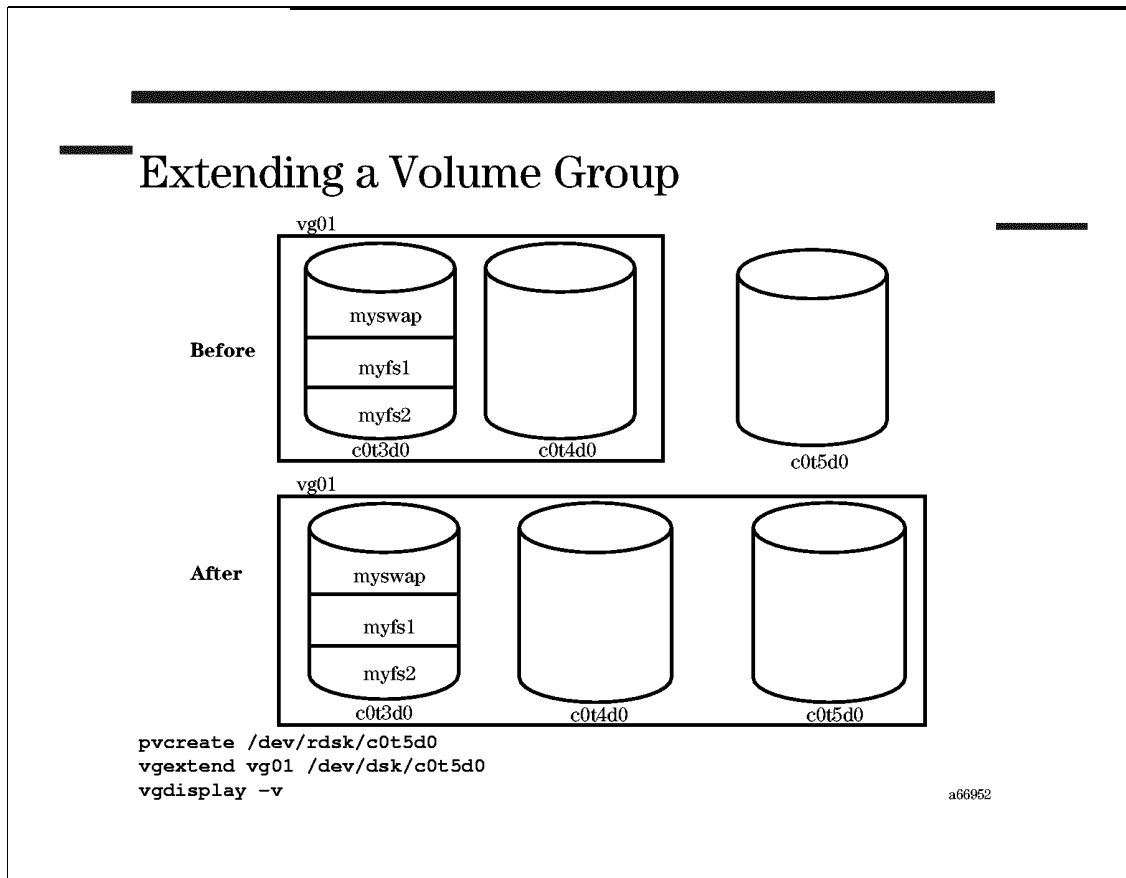 Extending a Volume Group
vg01
Before
myswap
myfs1
myfs2
c0t3d0
c0t4d0
c0t5d0
vg01
After
myswap
myfs1
myfs2
c0t3d0
c0t4d0
c0t5d0
pvcreate /dev/rdsk/c0t5d0
vgextend vg01 /dev/dsk/c0t5d0
vgdisplay –v
a66952